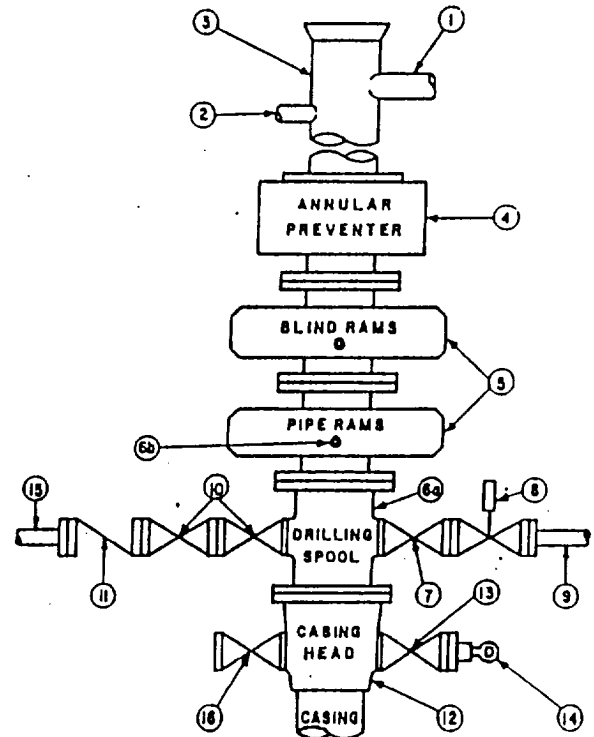 1
3
2
ANNULAR
PREVENTER
4
BLIND RAMS
5
PIPE RAMS
6b
6a
8
15
10
DRILLING
SPOOL
11
7
9
13
CASING
HEAD
16
12
14
CASING